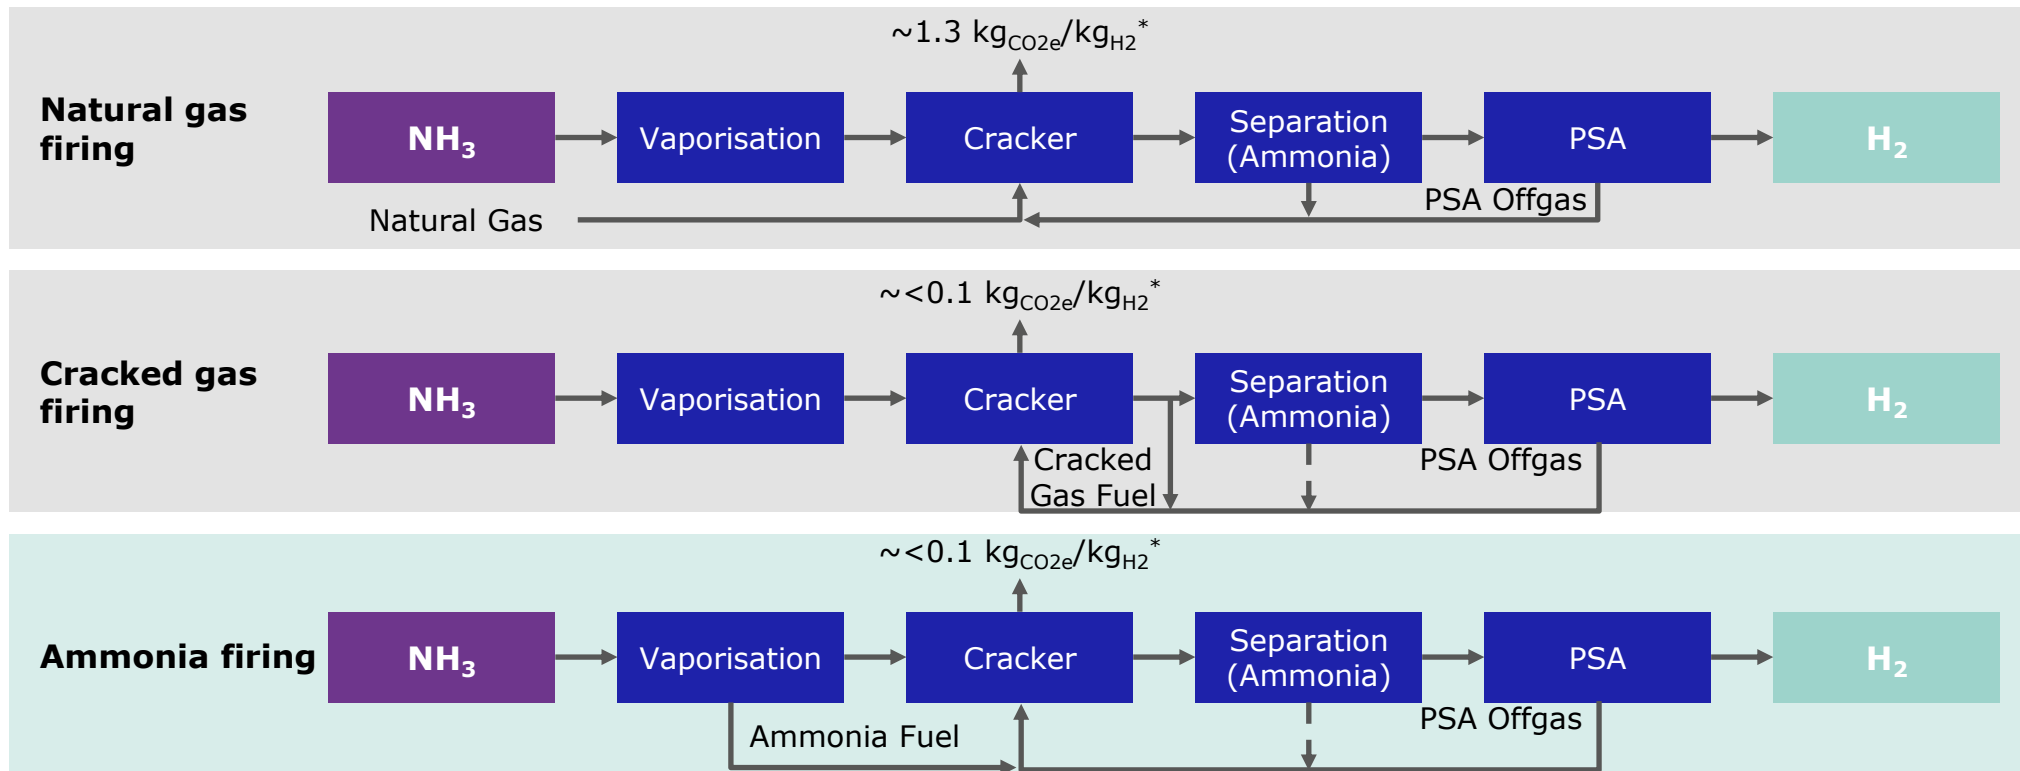 ~1.3 kgCO2e/kgH2*
Natural gas
firing
NH3
Vaporisation
Cracker
Separation
(Ammonia)
PSA
H2
Natural Gas
PSA Offgas
~<0.1 kgCO2e/kgH2*
Cracked gas
firing
NH3
Vaporisation
Cracker
Separation
(Ammonia)
PSA
H2
Cracked
Gas Fuel
PSA Offgas
~<0.1 kgCO2e/kgH2*
Ammonia firing
NH3
Vaporisation
Cracker
Separation
(Ammonia)
PSA
H2
Ammonia Fuel
PSA Offgas